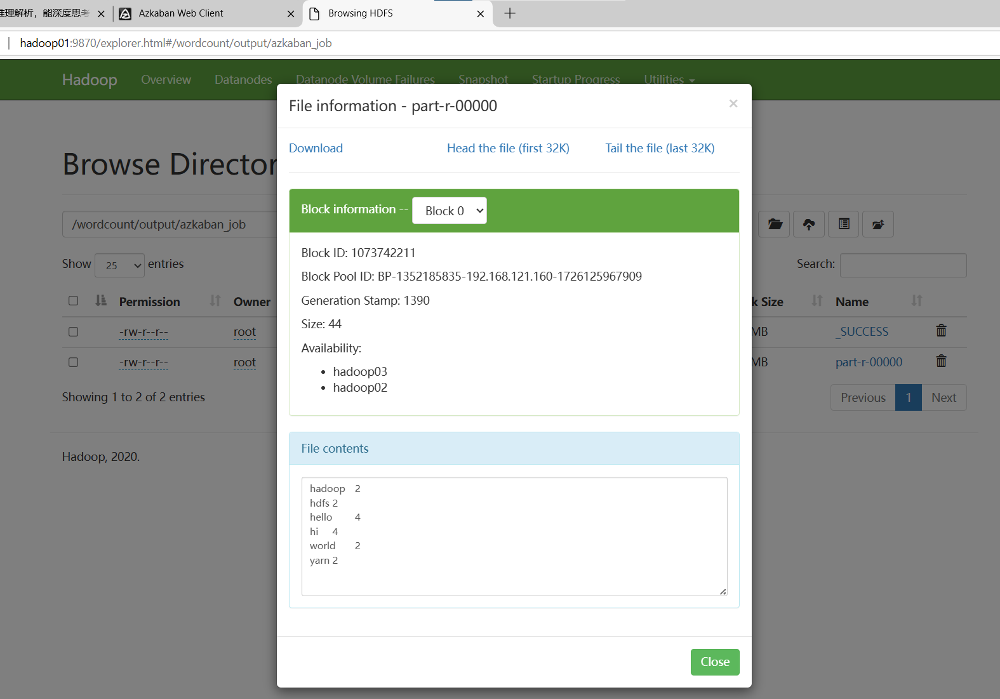 推理解析，能深度思考
Azkaban Web Client
Browsing HDFS
hadoop01:9870/explorer.html#/wordcount/output/azkaban_job
Hadoop Overview Datanodes Datanode Volume Failures Snapshot Startup Progress Utilities
File information - part-r-00000
Download Head the file (first 32K) Tail the file (last 32K)
Browse Director
Block information -- Block 0
/wordcount/output/azkaban_job
Block ID: 1073742211
Block Pool ID: BP-1352185835-192.168.121.160-1726125967909
Generation Stamp: 1390
Size: 44
Availability:
hadoop03
hadoop02
Show 25 entries
Search:
Permission Owner k Size Name
-rw-r--r-- root MB _SUCCESS
-rw-r--r-- root MB part-r-00000
Showing 1 to 2 of 2 entries
Previous 1 Next
Hadoop, 2020.
File contents
hadoop 2
hdfs 2
hello 4
hi 4
world 2
yarn 2
Close